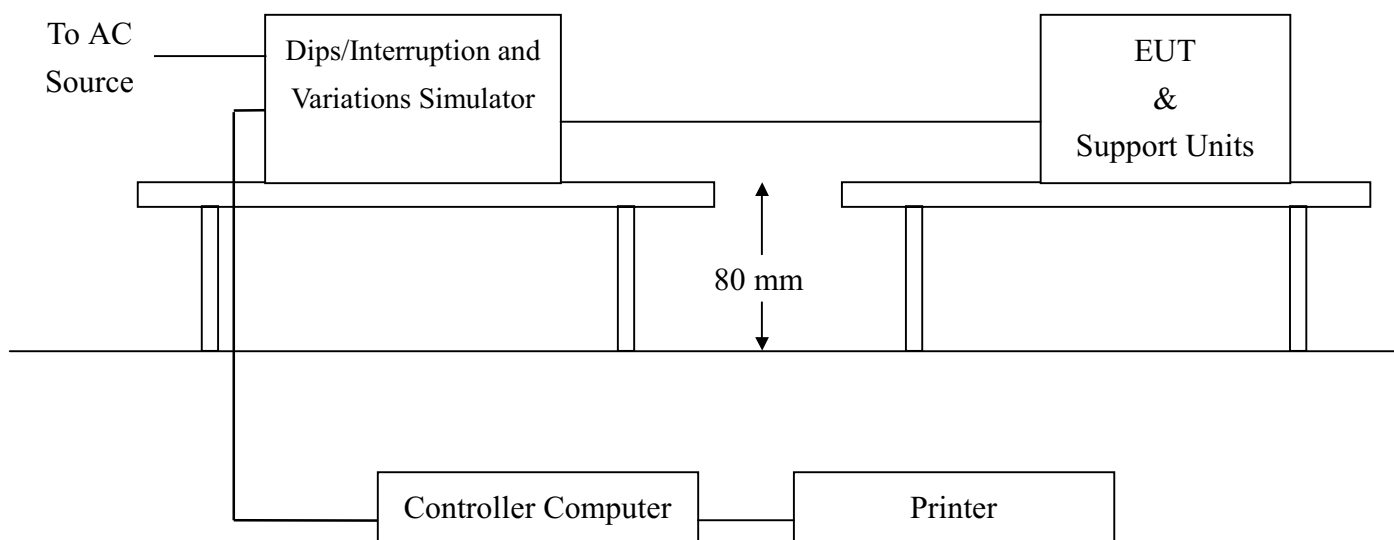 To AC
Source
Dips/Interruption and
Variations Simulator
EUT
&
Support Units
80 mm
Controller Computer
Printer